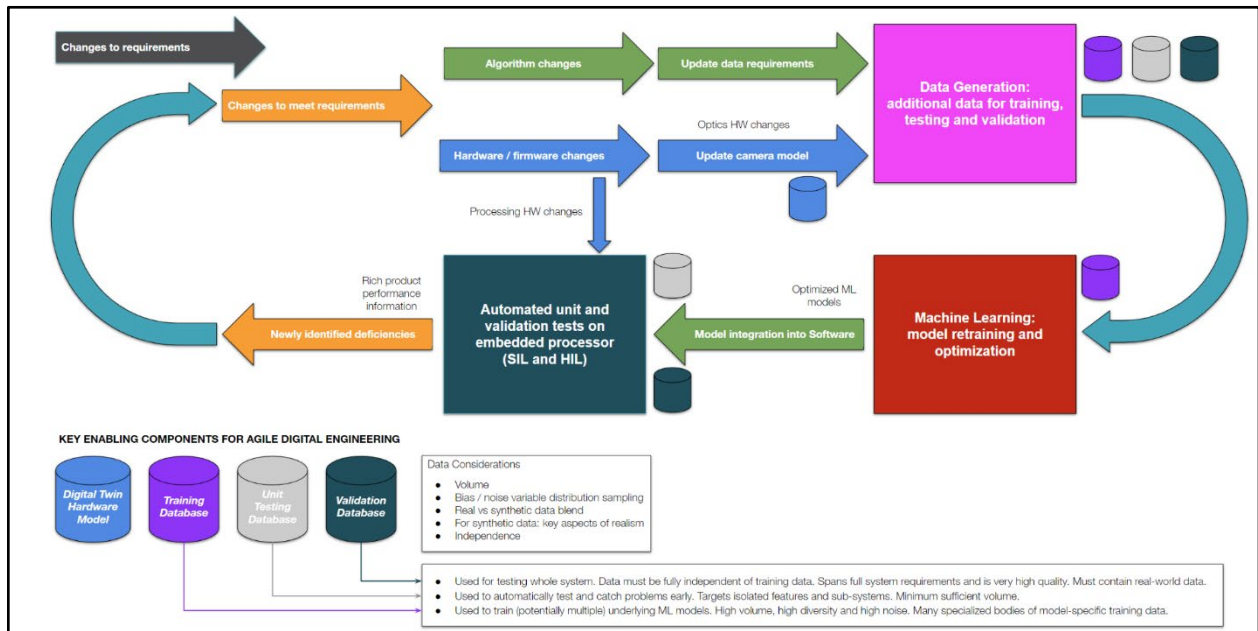 Changes to requirements
Changes to meet requirements
Algorithm changes
Update data requirements
Data Generation:
additional data for training,
testing and validation
Optics HW changes
Hardware / firmware changes
Update camera model
Processing HW changes
Rich product
performance
information
Newly identified deficiencies
Automated unit and
validation tests on
embedded processor
(SIL and HIL)
Optimized ML
models
Model integration into Software
Machine Learning:
model retraining and
optimization
KEY ENABLING COMPONENTS FOR AGILE DIGITAL ENGINEERING
Digital Twin
Hardware
Model
Training
Database
Unit
Testing
Database
Validation
Database
Data Considerations
● Volume
● Bias / noise variable distribution sampling
● Real vs synthetic data blend
● For synthetic data: key aspects of realism
● Independence
● Used for testing whole system. Data must be fully independent of training data. Spans full system requirements and is very high quality. Must contain real-world data.
● Used to automatically test and catch problems early. Targets isolated features and sub-systems. Minimum sufficient volume.
● Used to train (potentially multiple) underlying ML models. High volume, high diversity and high noise. Many specialized bodies of model-specific training data.